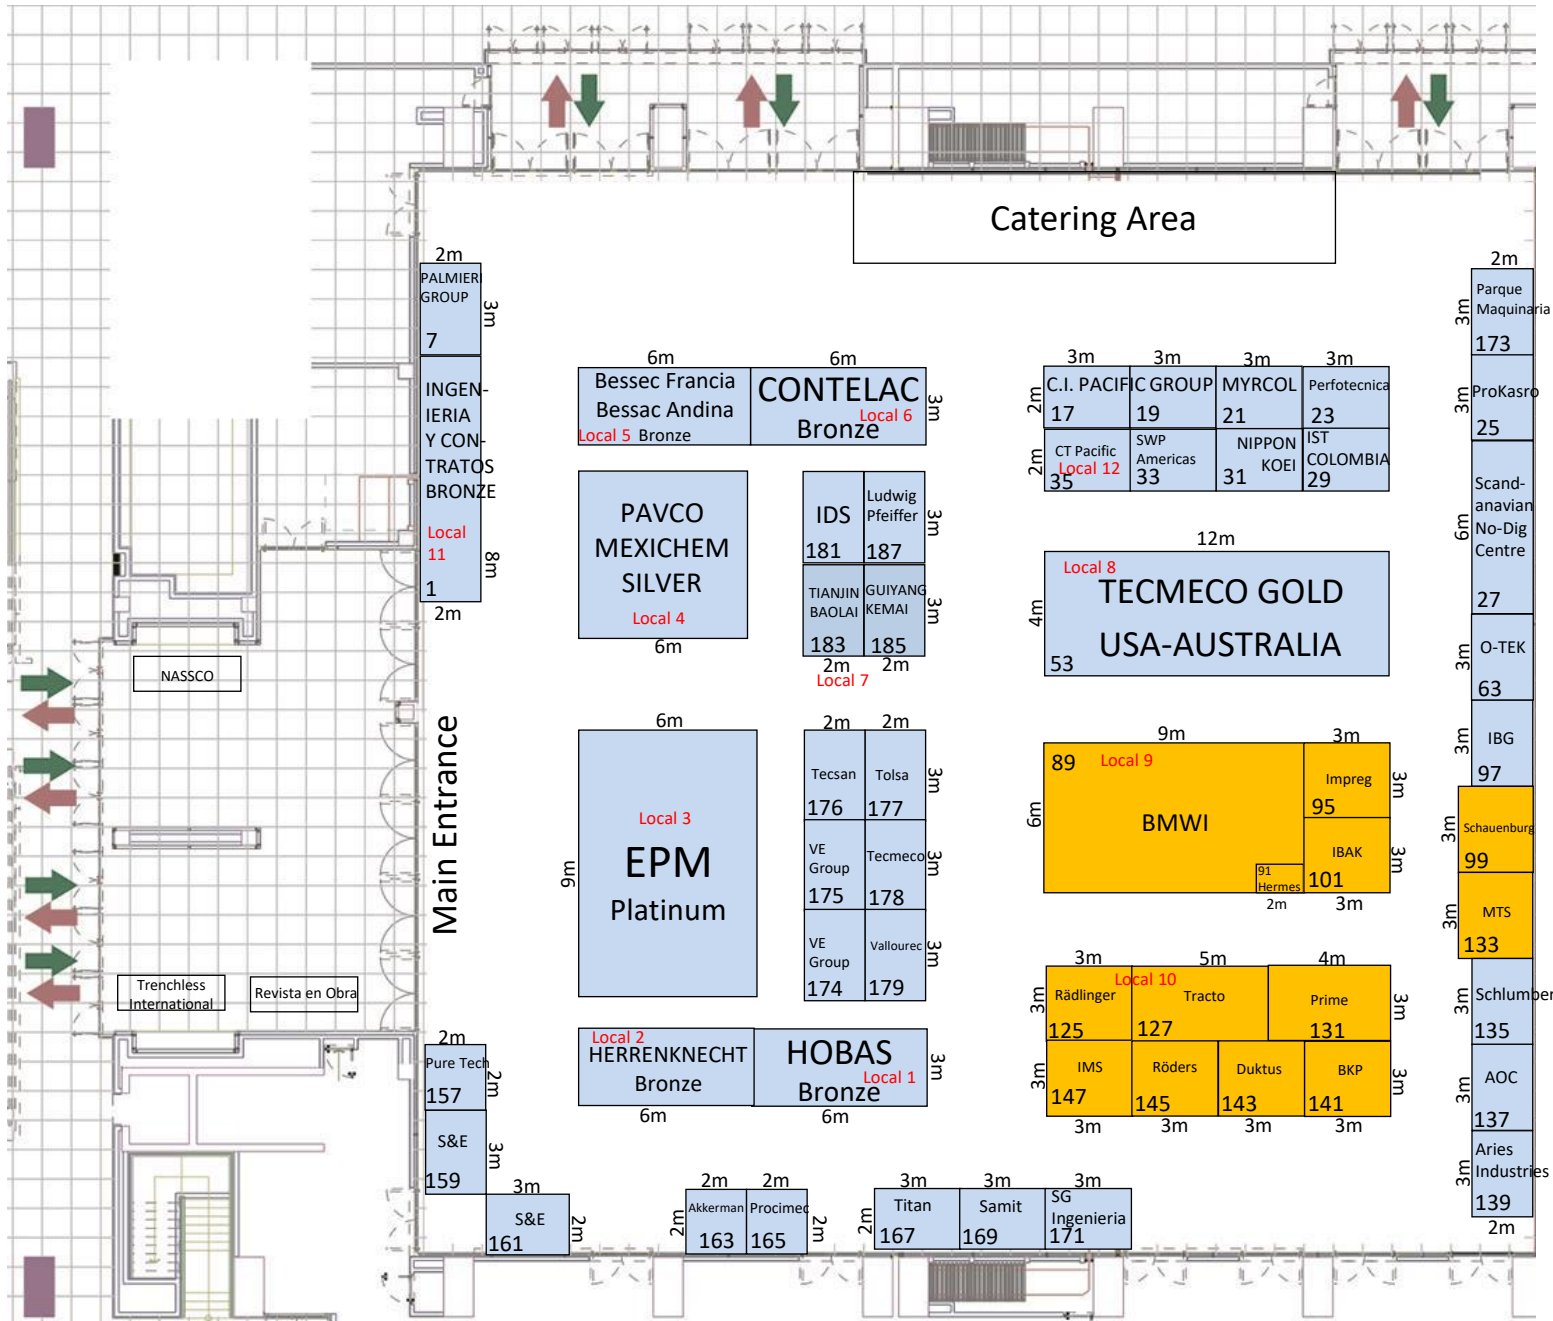 Catering Area
2m
PALMIERI
GROUP
3m
7
INGEN-
IERIA
Y CON-
TRATOS
BRONZE
Local
11
8m
1
2m
6m
Bessec Francia
Bessac Andina
Local 5 Bronze
6m
CONTELAC
Local 6
Bronze
3m
3m
3m
3m
3m
2m
C.I. PACIFIC GROUP
17
19
MYRCOL
21
Perfotecnica
23
2m
CT Pacific
Local 12
35
SWP
Americas
33
NIPPON
KOEI
31
IST
COLOMBIA
29
2m
3m
Parque
Maquinaria
173
3m
ProKasro
25
6m
Scand-
anavian
No-Dig
Centre
27
3m
O-TEK
63
3m
IBG
97
3m
Schauenburg
99
3m
MTS
133
3m
Schlumber
135
3m
AOC
137
3m
Aries
Industries
139
2m
PAVCO
MEXICHEM
SILVER
Local 4
6m
IDS
181
Ludwig
Pfeiffer
187
3m
TIANJIN
BAOLAI
183
GUIYANG
KEMAI
185
3m
2m
2m
Local 7
12m
Local 8
4m
TECMECO GOLD
USA-AUSTRALIA
53
NASSCO
Main Entrance
6m
Local 3
9m
EPM
Platinum
2m
2m
Tecsan
176
Tolsa
177
3m
VE
Group
175
Tecmeco
178
3m
VE
Group
174
Vallourec
179
3m
9m
3m
89
Local 9
6m
BMWI
91
Hermes
2m
Impreg
95
3m
IBAK
101
3m
3m
Trenchless
International
Revista en Obra
3m
5m
4m
Local 10
3m
Rädlinger
125
Tracto
127
Prime
131
3m
3m
IMS
147
Röders
145
Duktus
143
BKP
141
3m
3m
3m
3m
3m
Local 2
HERRENKNECHT
Bronze
6m
HOBAS
Local 1
Bronze
3m
6m
2m
Pure Tech
157
2m
S&E
159
3m
3m
S&E
161
2m
2m
2m
2m
Akkerman
163
Procimec
165
2m
3m
3m
3m
2m
Titan
167
Samit
169
SG
Ingenieria
171